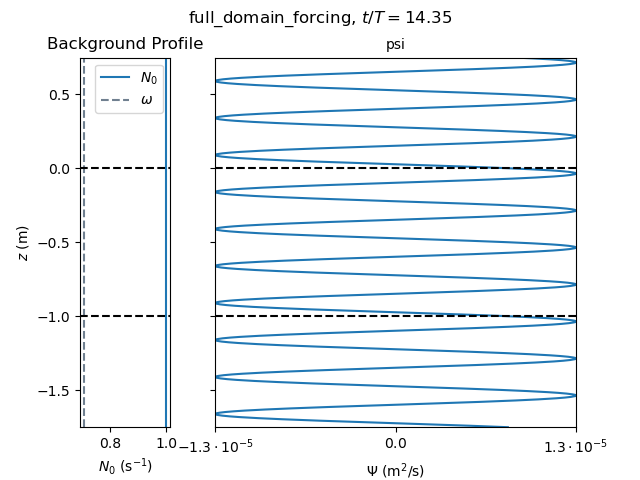 full_domain_forcing, t/T = 14.35
Background Profile
psi
N₀
ω
0.5
0.0
−0.5
−1.0
−1.5
z (m)
0.8
1.0
−1.3 · 10⁻⁵
0.0
1.3 · 10⁻⁵
N₀ (s⁻¹)
Ψ (m²/s)